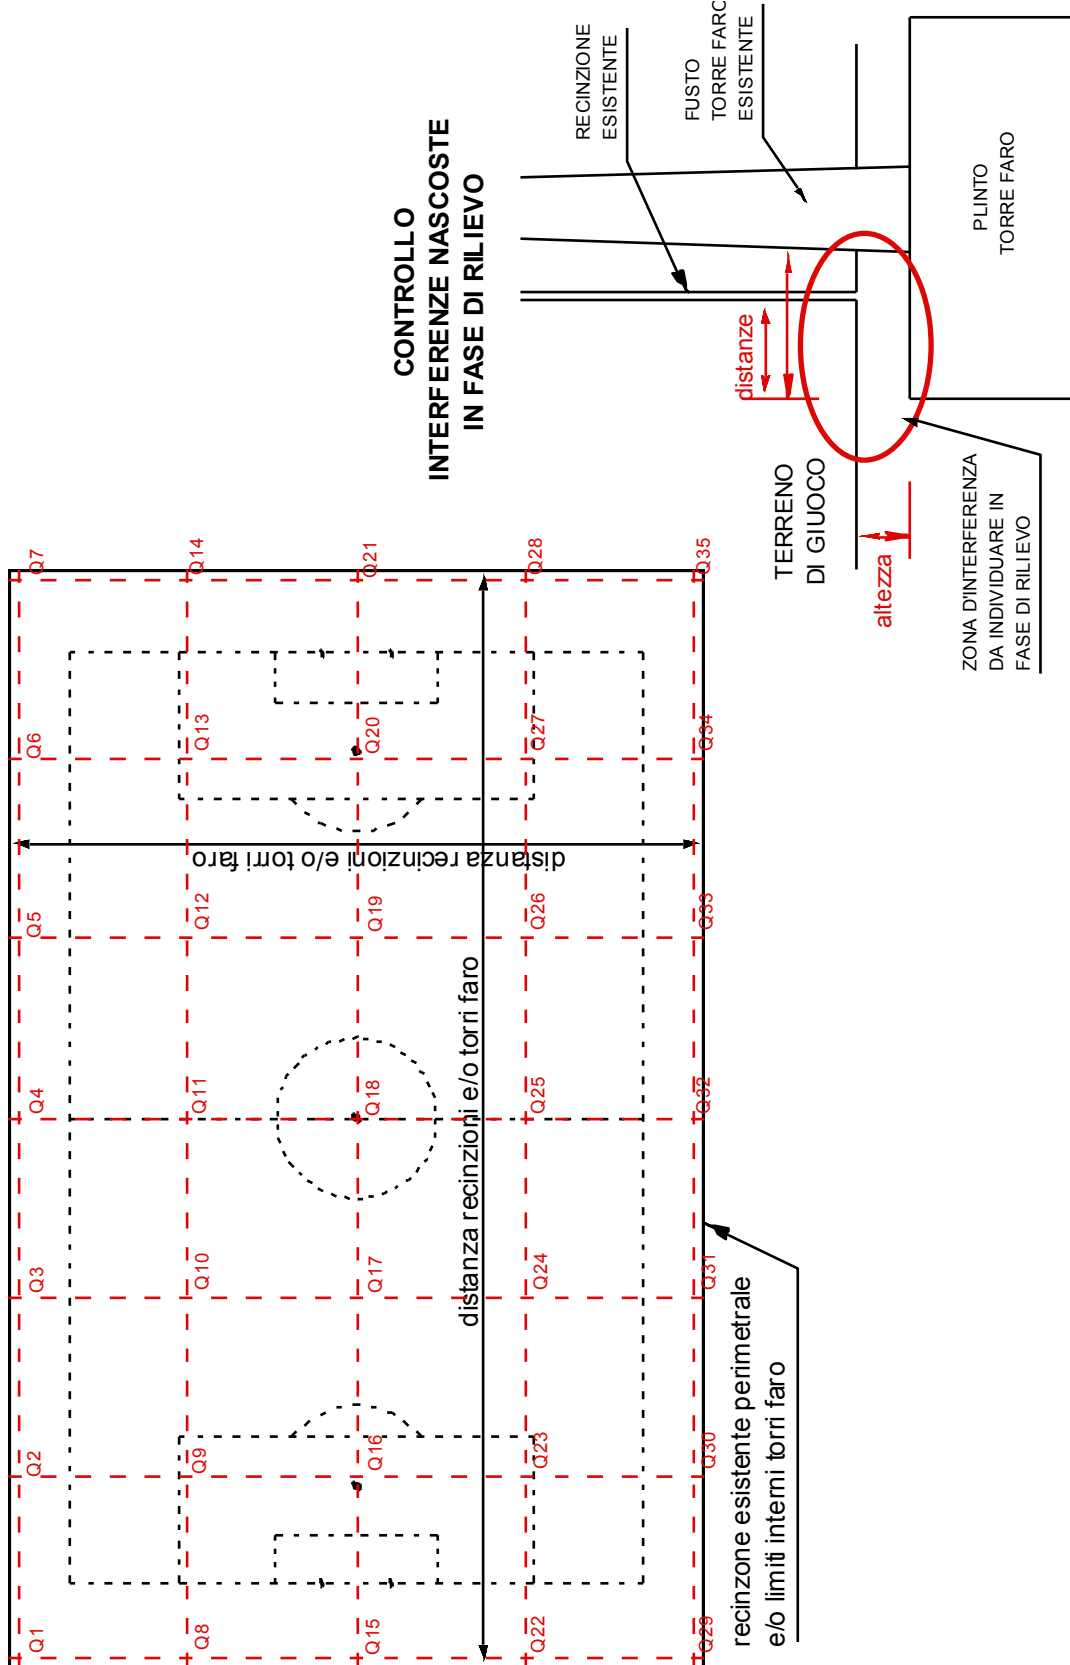 Q1 Q2 Q3 Q4 Q5 Q6 Q7
Q8 Q9 Q10 Q11 Q12 Q13 Q14
Q15 Q16 Q17 Q18 Q19 Q20 Q21
Q22 Q23 Q24 Q25 Q26 Q27 Q28
Q29 Q30 Q31 Q32 Q33 Q34 Q35
distanza recinzioni e/o torri faro
distanza recinzioni e/o torri faro
recinzone esistente perimetrale
e/o limiti interni torri faro
CONTROLLO
INTERFERENZE NASCOSTE
IN FASE DI RILIEVO
RECINZIONE
ESISTENTE
FUSTO
TORRE FARO
ESISTENTE
distanze
TERRENO
DI GIUOCO
altezza
PLINTO
TORRE FARO
ZONA D'INTERFERENZA
DA INDIVIDUARE IN
FASE DI RILIEVO